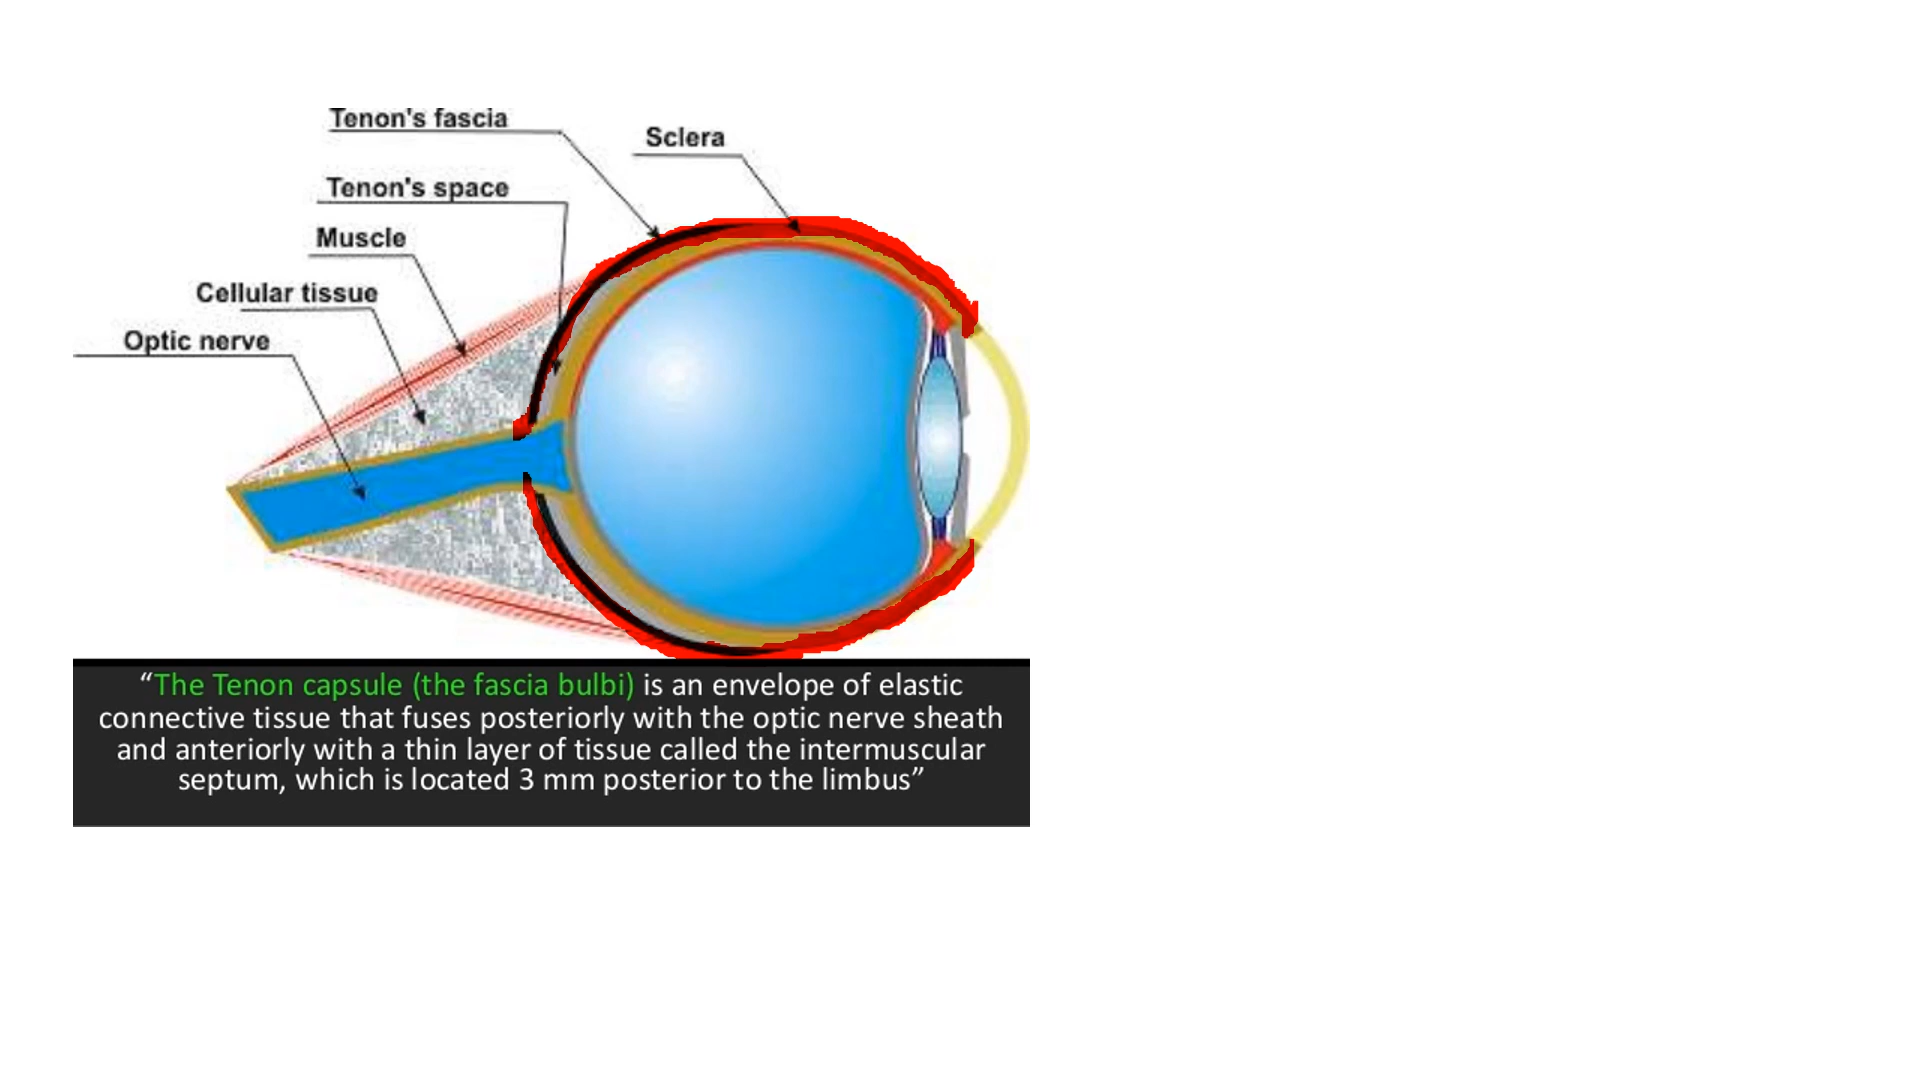 Tenon's fascia
Sclera
Tenon's space
Muscle
Cellular tissue
Optic nerve
“The Tenon capsule (the fascia bulbi) is an envelope of elastic
connective tissue that fuses posteriorly with the optic nerve sheath
and anteriorly with a thin layer of tissue called the intermuscular
septum, which is located 3 mm posterior to the limbus”